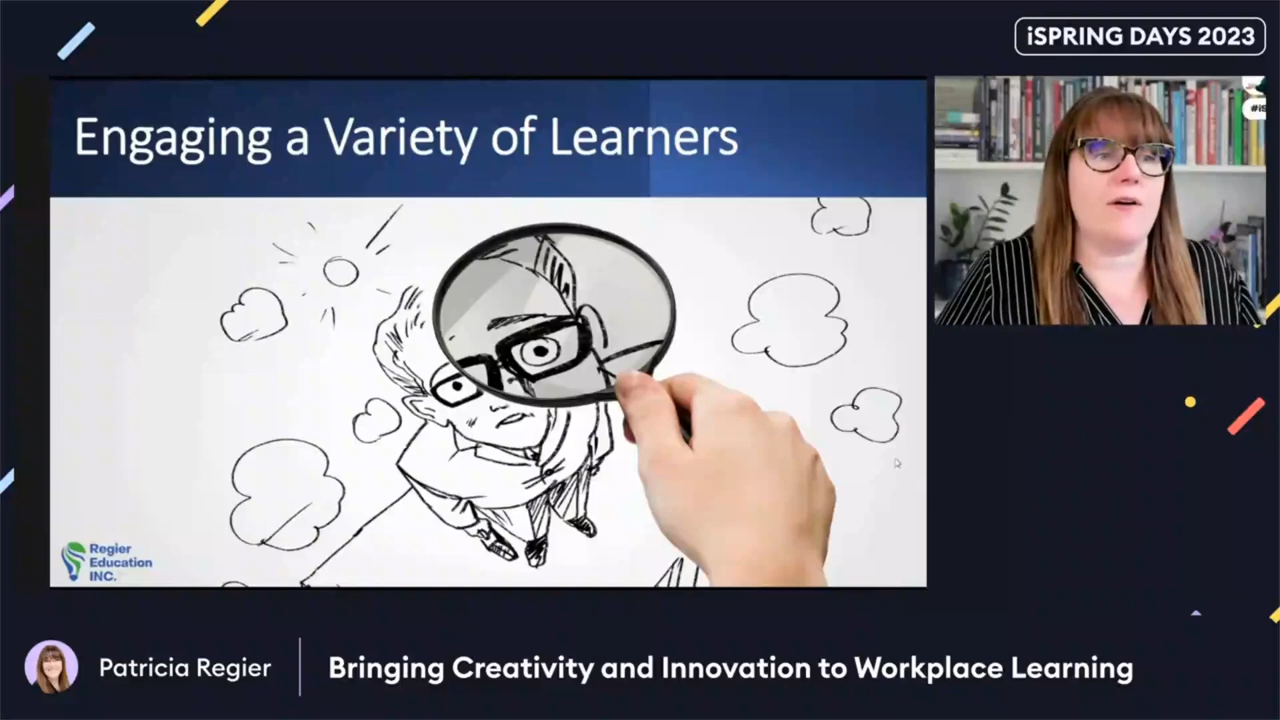 iSPRING DAYS 2023
Engaging a Variety of Learners
#iS
Regier
Education
INC.
Patricia Regier
Bringing Creativity and Innovation to Workplace Learning